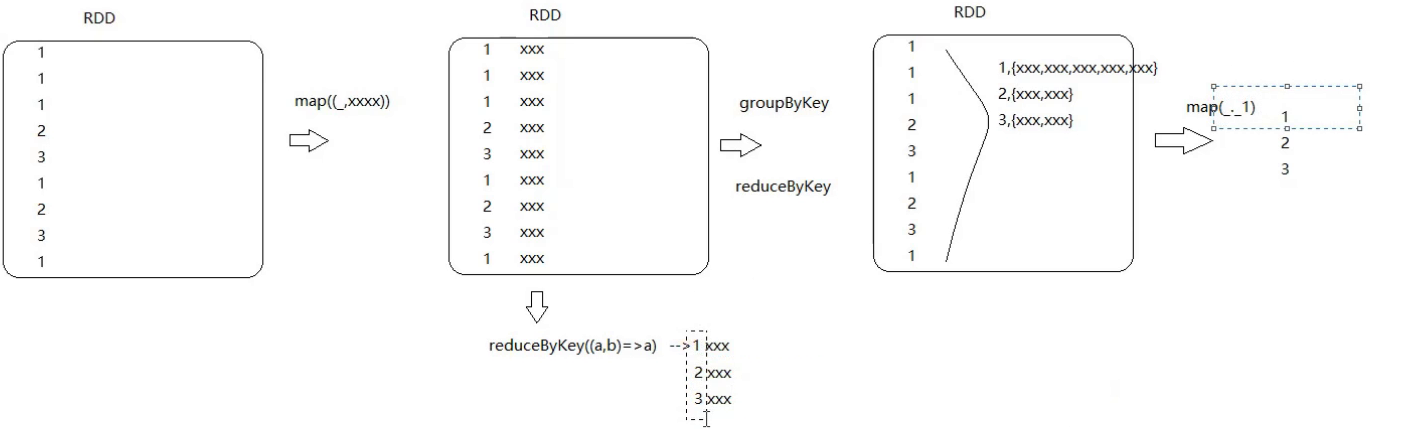 RDD
1
1
1
2
3
1
2
3
1
map((_,xxxx))
RDD
1 xxx
1 xxx
1 xxx
2 xxx
3 xxx
1 xxx
2 xxx
3 xxx
1 xxx
groupByKey
reduceByKey
RDD
1
1
1
2
3
1
2
3
1
1,{xxx,xxx,xxx,xxx,xxx}
2,{xxx,xxx}
3,{xxx,xxx}
map(_._1)
1
2
3
reduceByKey((a,b)=>a) -->1 xxx
2 xxx
3 xxx